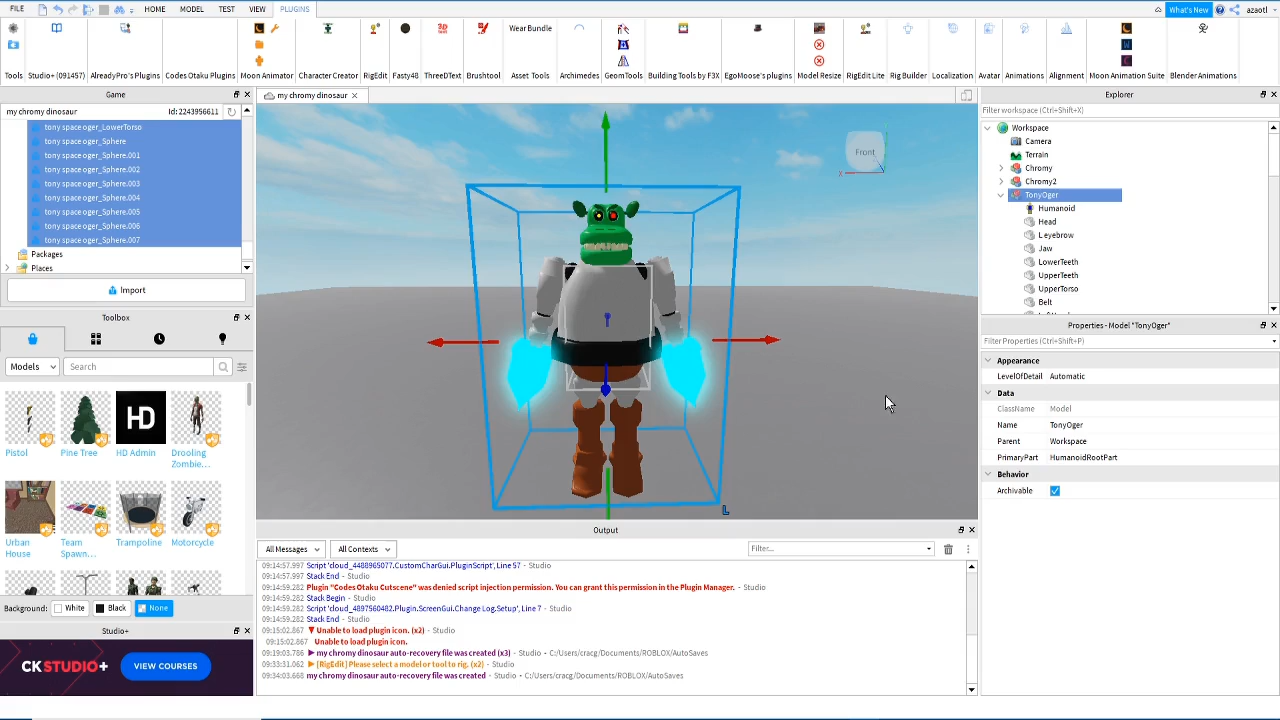 FILE HOME MODEL TEST VIEW PLUGINS What's New azaotl
Wear Bundle
Tools Studio+ (091457) AlreadyPro's Plugins Codes Otaku Plugins Moon Animator Character Creator RigEdit Fasty48 ThreeDText Brushtool Asset Tools Archimedes GeomTools Building Tools by F3X EgoMoose's plugins Model Resize RigEdit Lite Rig Builder Localization Avatar Animations Alignment Moon Animation Suite Blender Animations
Game
my chromy dinosaur Id: 2243956611
tony space oger_LowerTorso
tony space oger_Sphere
tony space oger_Sphere.001
tony space oger_Sphere.002
tony space oger_Sphere.003
tony space oger_Sphere.004
tony space oger_Sphere.005
tony space oger_Sphere.006
tony space oger_Sphere.007
Packages
Places
Import
Toolbox
Models Search
HD
Pistol Pine Tree HD Admin Drooling
Zombie...
Urban Team Trampoline Motorcycle
House Spawn...
Background: White Black None
Studio+
CKSTUDIO+ VIEW COURSES
my chromy dinosaur
Front
X
L
Output
All Messages All Contexts Filter...
09:14:57.997 Script 'cloud_4488965077.CustomCharGui.PluginScript', Line 57 - Studio
09:14:57.997 Stack End - Studio
09:14:59.282 Plugin "Codes Otaku Cutscene" was denied script injection permission. You can grant this permission in the Plugin Manager. - Studio
09:14:59.282 Stack Begin - Studio
09:14:59.282 Script 'cloud_4897560482.Plugin.ScreenGui.Change Log.Setup', Line 7 - Studio
09:14:59.282 Stack End - Studio
09:15:02.867 Unable to load plugin icon. (x2) - Studio
09:15:02.867 Unable to load plugin icon.
09:19:03.786 my chromy dinosaur auto-recovery file was created (x3) - C:/Users/cracg/Documents/ROBLOX/AutoSaves
09:33:31.062 [RigEdit] Please select a model or tool to rig. (x2) - Studio
09:34:03.668 my chromy dinosaur auto-recovery file was created - C:/Users/cracg/Documents/ROBLOX/AutoSaves
Explorer
Filter workspace (Ctrl+Shift+X)
Workspace
Camera
Terrain
Chromy
Chromy2
TonyOger
Humanoid
Head
L eyebrow
Jaw
LowerTeeth
UpperTeeth
UpperTorso
Belt
Properties - Model "TonyOger"
Filter Properties (Ctrl+Shift+P)
Appearance
LevelOfDetail Automatic
Data
ClassName Model
Name TonyOger
Parent Workspace
PrimaryPart HumanoidRootPart
Behavior
Archivable